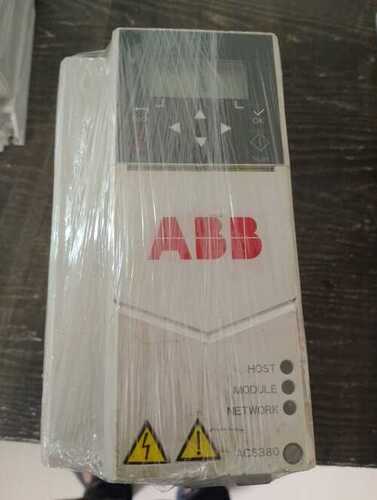 OK
ABB
HOST
MODULE
NETWORK
ACS380